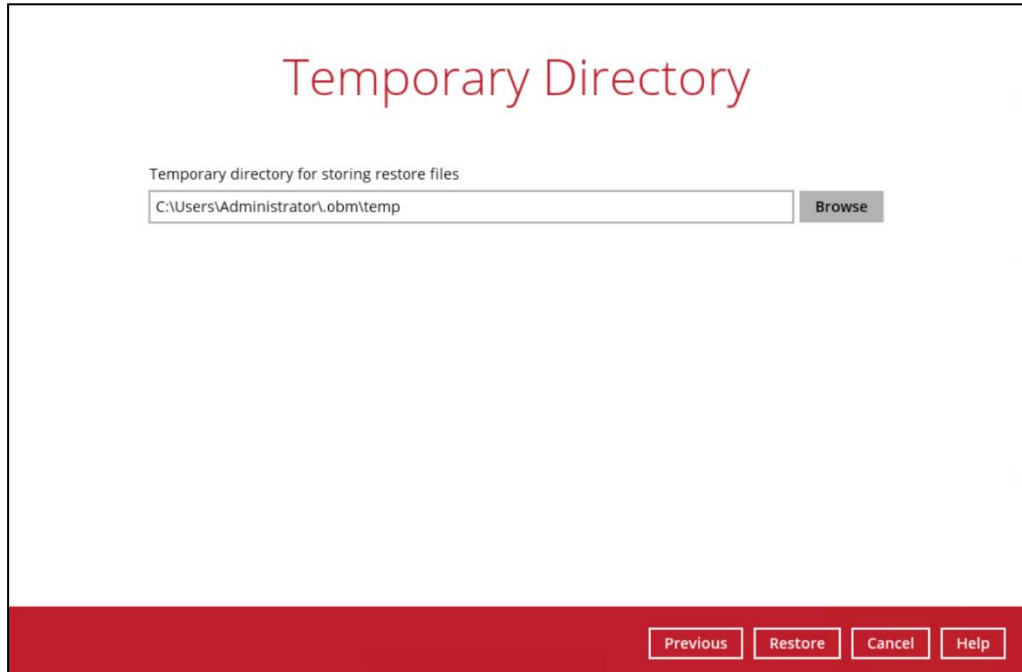 Temporary Directory
Temporary directory for storing restore files
C:\Users\Administrator\.obm\temp Browse
Previous Restore Cancel Help